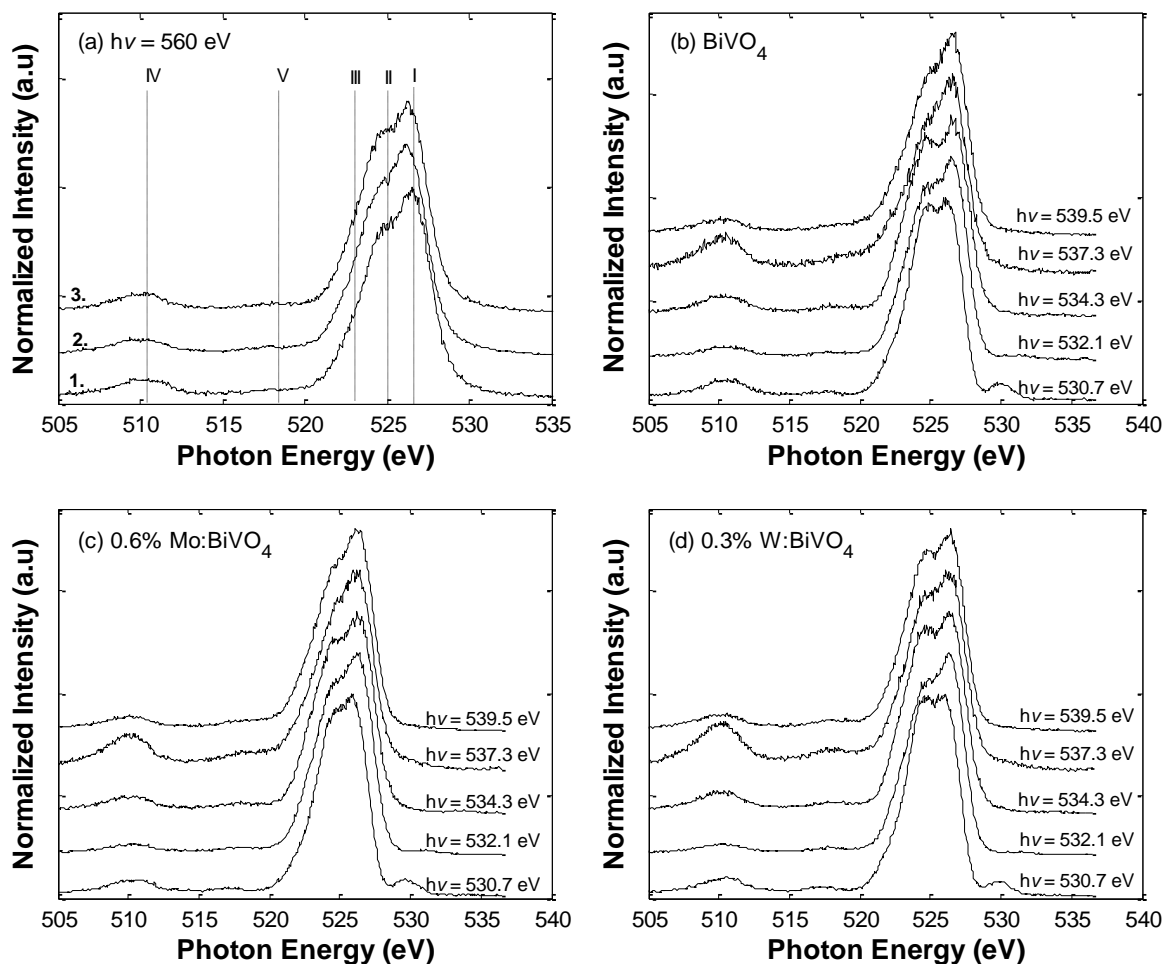 (a) hν = 560 eV
IV V III II I
3.
2.
1.
505 510 515 520 525 530 535
Photon Energy (eV)
Normalized Intensity (a.u)
(b) BiVO₄
hν = 539.5 eV
hν = 537.3 eV
hν = 534.3 eV
hν = 532.1 eV
hν = 530.7 eV
505 510 515 520 525 530 535 540
Photon Energy (eV)
Normalized Intensity (a.u)
(c) 0.6% Mo:BiVO₄
hν = 539.5 eV
hν = 537.3 eV
hν = 534.3 eV
hν = 532.1 eV
hν = 530.7 eV
505 510 515 520 525 530 535
Photon Energy (eV)
Normalized Intensity (a.u)
(d) 0.3% W:BiVO₄
hν = 539.5 eV
hν = 537.3 eV
hν = 534.3 eV
hν = 532.1 eV
hν = 530.7 eV
505 510 515 520 525 530 535 540
Photon Energy (eV)
Normalized Intensity (a.u)